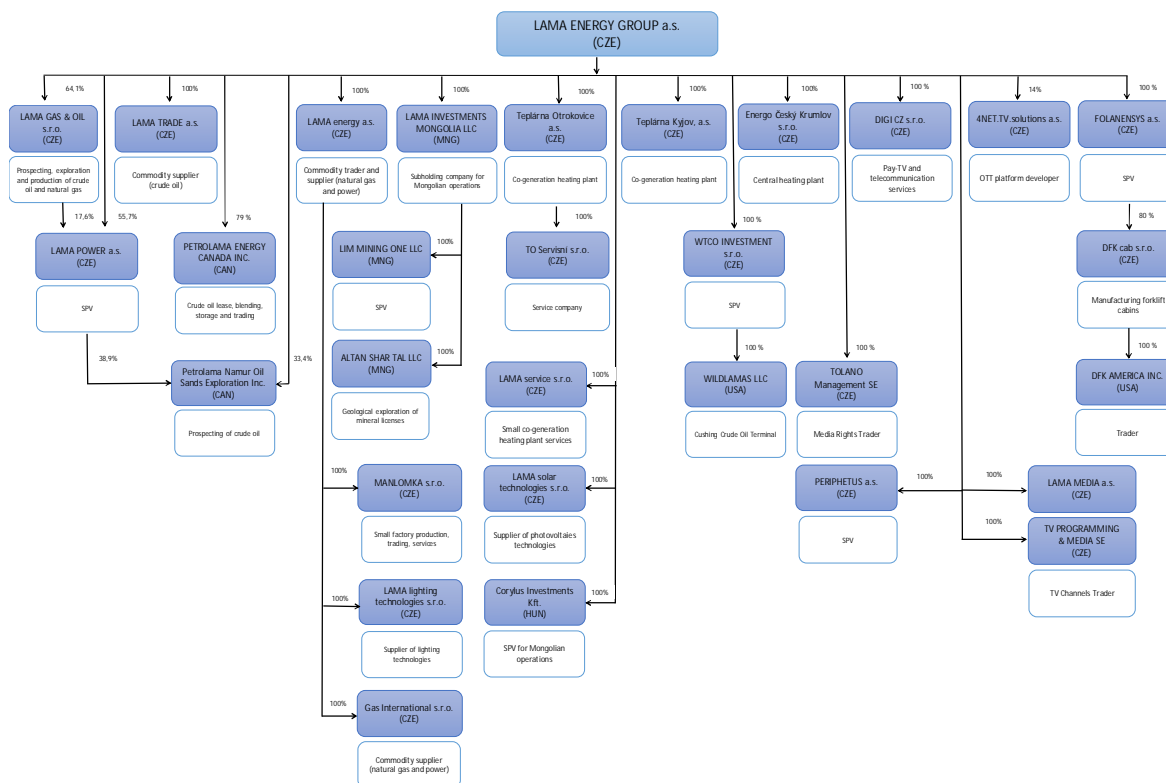 LAMA ENERGY GROUP a.s.
(CZE)
64,1%
100%
100%
100%
100%
100%
100%
100%
100 %
14%
100 %
LAMA GAS & OIL
s.r.o.
(CZE)
LAMA TRADE a.s.
(CZE)
LAMA energy a.s.
(CZE)
LAMA INVESTMENTS
MONGOLIA LLC
(MNG)
Teplárna Otrokovice
a.s.
(CZE)
Teplárna Kyjov, a.s.
(CZE)
Energo Český Krumlov
s.r.o.
(CZE)
DIGI CZ s.r.o.
(CZE)
4NET.TV.solutions a.s.
(CZE)
FOLANENSYS a.s.
(CZE)
Prospecting, exploration
and production of crude
oil and natural gas
Commodity supplier
(crude oil)
Commodity trader and
supplier (natural gas
and power)
Subholding company for
Mongolian operations
Co-generation heating plant
Co-generation heating plant
Central heating plant
Pay-TV and
telecommunication
services
OTT platform developer
SPV
17,6%
55,7%
79 %
100%
100 %
80 %
LAMA POWER a.s.
(CZE)
PETROLAMA ENERGY
CANADA INC.
(CAN)
LIM MINING ONE LLC
(MNG)
100%
TO Servisní s.r.o.
(CZE)
WTCO INVESTMENT
s.r.o.
(CZE)
DFK cab s.r.o.
(CZE)
SPV
Crude oil lease, blending,
storage and trading
SPV
Service company
SPV
Manufacturing forklift
cabins
38,9%
33,4%
100%
100 %
100 %
100 %
Petrolama Namur Oil
Sands Exploration Inc.
(CAN)
ALTAN SHAR TAL LLC
(MNG)
LAMA service s.r.o.
(CZE)
100%
WILDLAMAS LLC
(USA)
TOLANO
Management SE
(CZE)
DFK AMERICA INC.
(USA)
Prospecting of crude oil
Geological exploration of
mineral licenses
Small co-generation
heating plant services
Cushing Crude Oil Terminal
Media Rights Trader
Trader
100%
MANLOMKA s.r.o.
(CZE)
LAMA solar
technologies s.r.o.
(CZE)
100%
PERIPHETUS a.s.
(CZE)
100%
100%
LAMA MEDIA a.s.
(CZE)
Small factory production,
trading, services
Supplier of photovoltaies
technologies
SPV
100%
TV PROGRAMMING
& MEDIA SE
(CZE)
TV Channels Trader
100%
LAMA lighting
technologies s.r.o.
(CZE)
Corylus Investments
Kft.
(HUN)
100%
Supplier of lighting
technologies
SPV for Mongolian
operations
100%
Gas International s.r.o.
(CZE)
Commodity supplier
(natural gas and power)